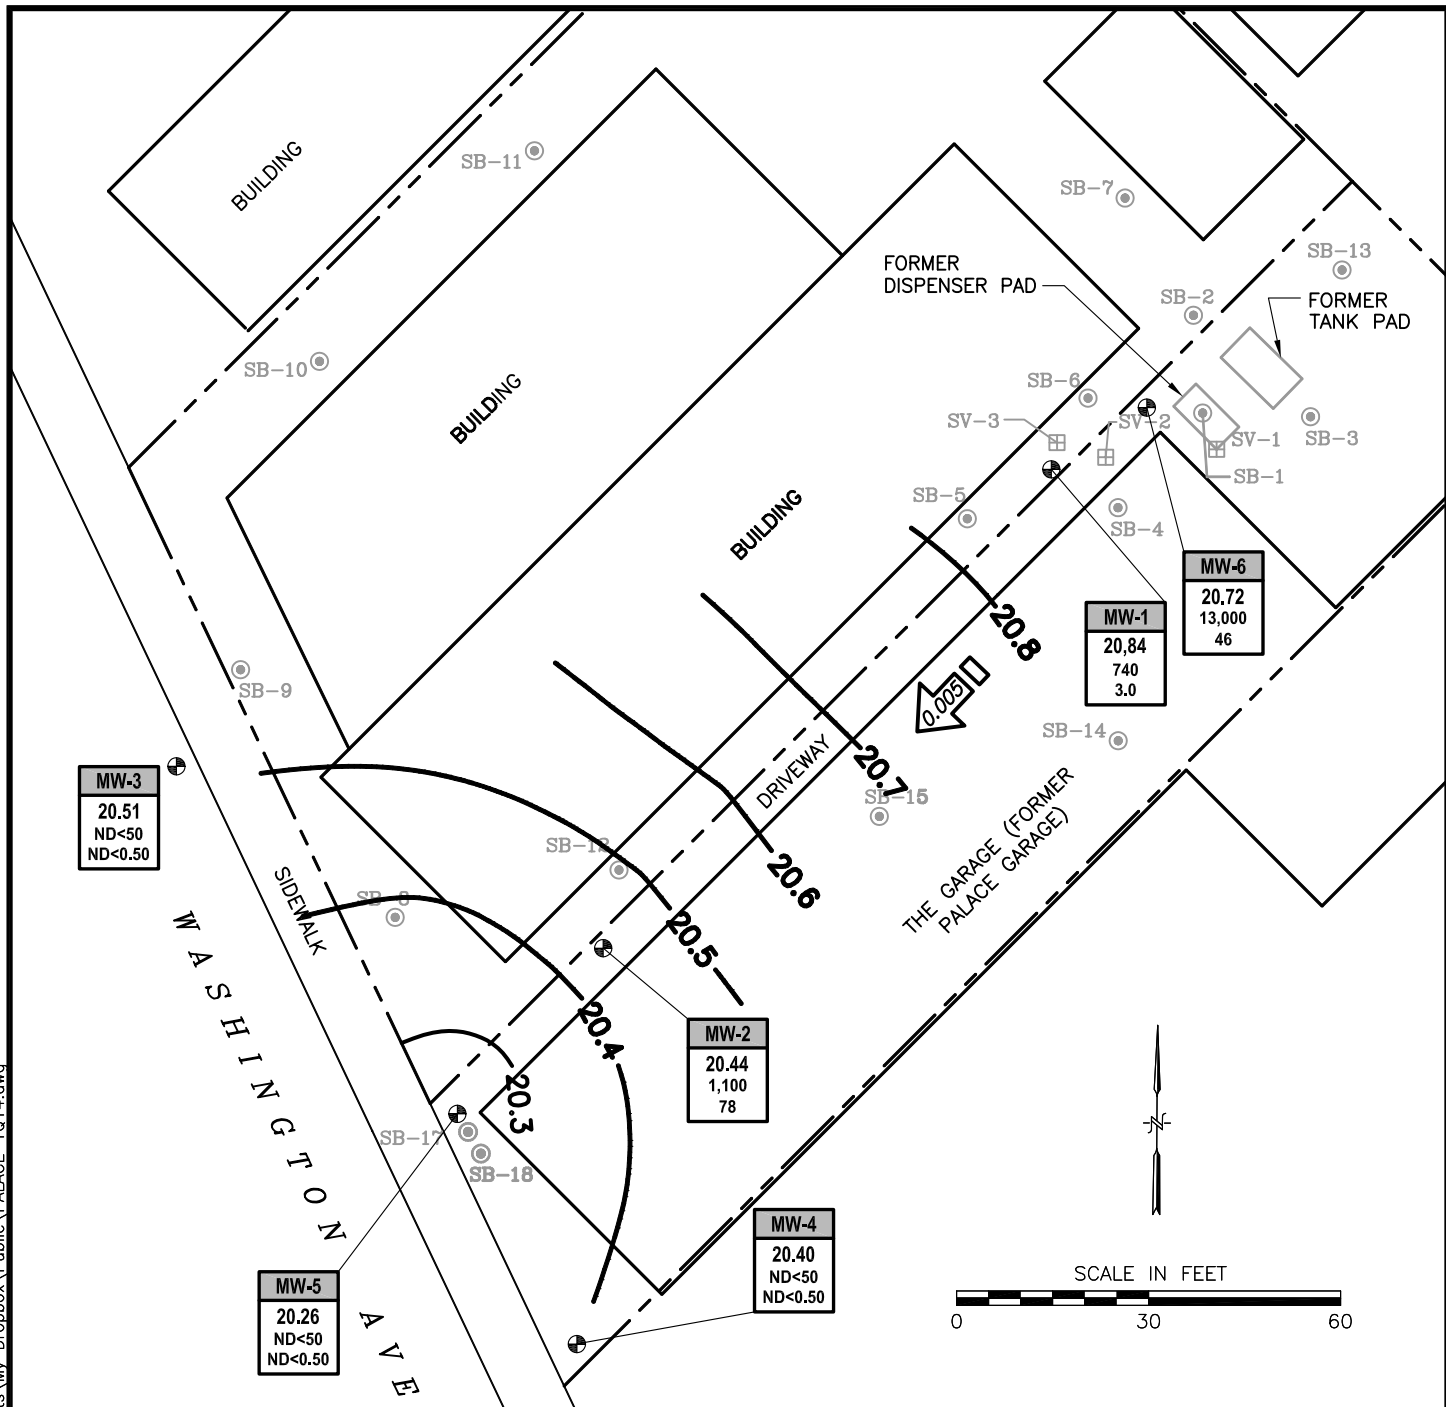 BUILDING
SB-11
SB-7
FORMER
DISPENSER PAD
SB-13
SB-2
FORMER
TANK PAD
SB-10
BUILDING
SB-6
SV-3
SV-2
SV-1
SB-3
SB-1
SB-5
BUILDING
SB-4
MW-6
20.72
13,000
46
MW-1
20,84
740
3.0
20.8
0.005
SB-9
SB-14
DRIVEWAY
20.7
SB-15
MW-3
20.51
ND<50
ND<0.50
THE GARAGE (FORMER
PALACE GARAGE)
SB-12
20.6
SIDEWALK
SB-8
20.5
WASHINGTON AVE
20.4
MW-2
20.44
1,100
78
20.3
SB-17
SB-18
N
MW-4
20.40
ND<50
ND<0.50
MW-5
20.26
ND<50
ND<0.50
SCALE IN FEET
0 30 60